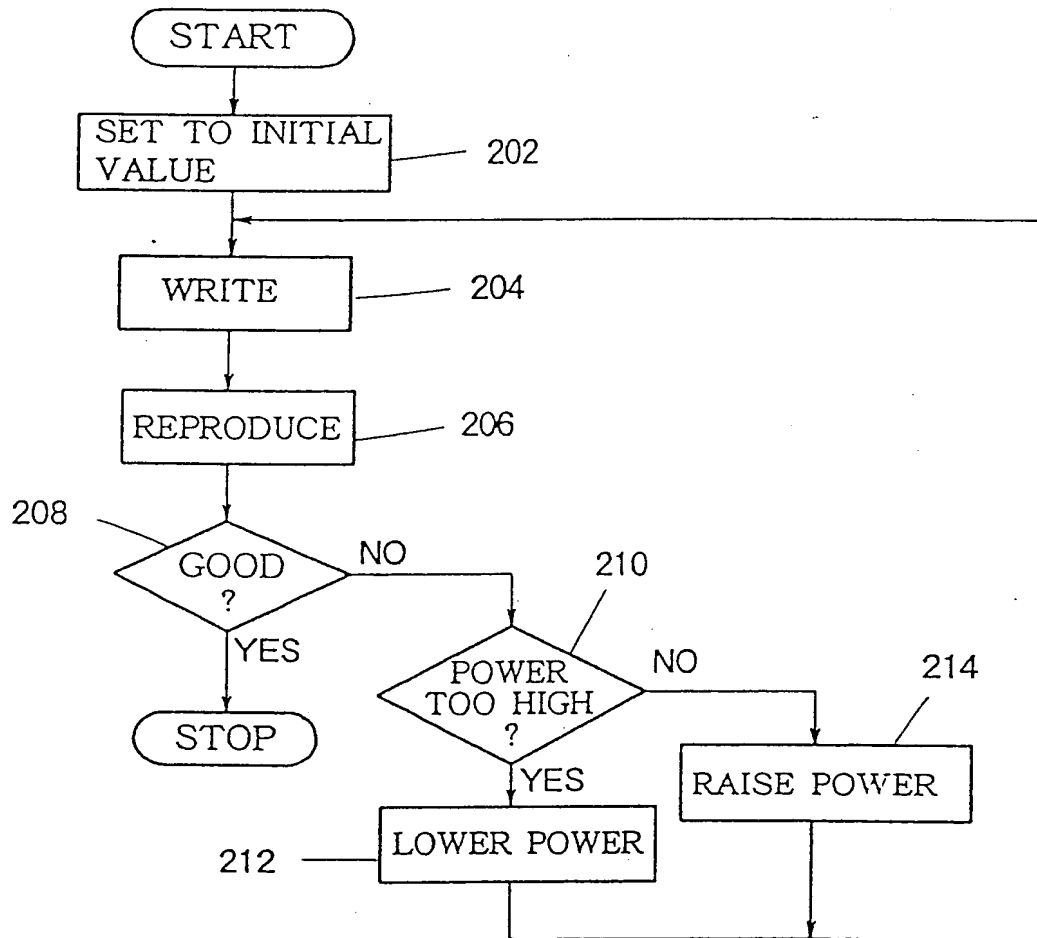 START
SET TO INITIAL
VALUE
202
WRITE
204
REPRODUCE
206
208
GOOD
?
NO
YES
STOP
210
POWER
TOO HIGH
?
NO
YES
214
RAISE POWER
LOWER POWER
212